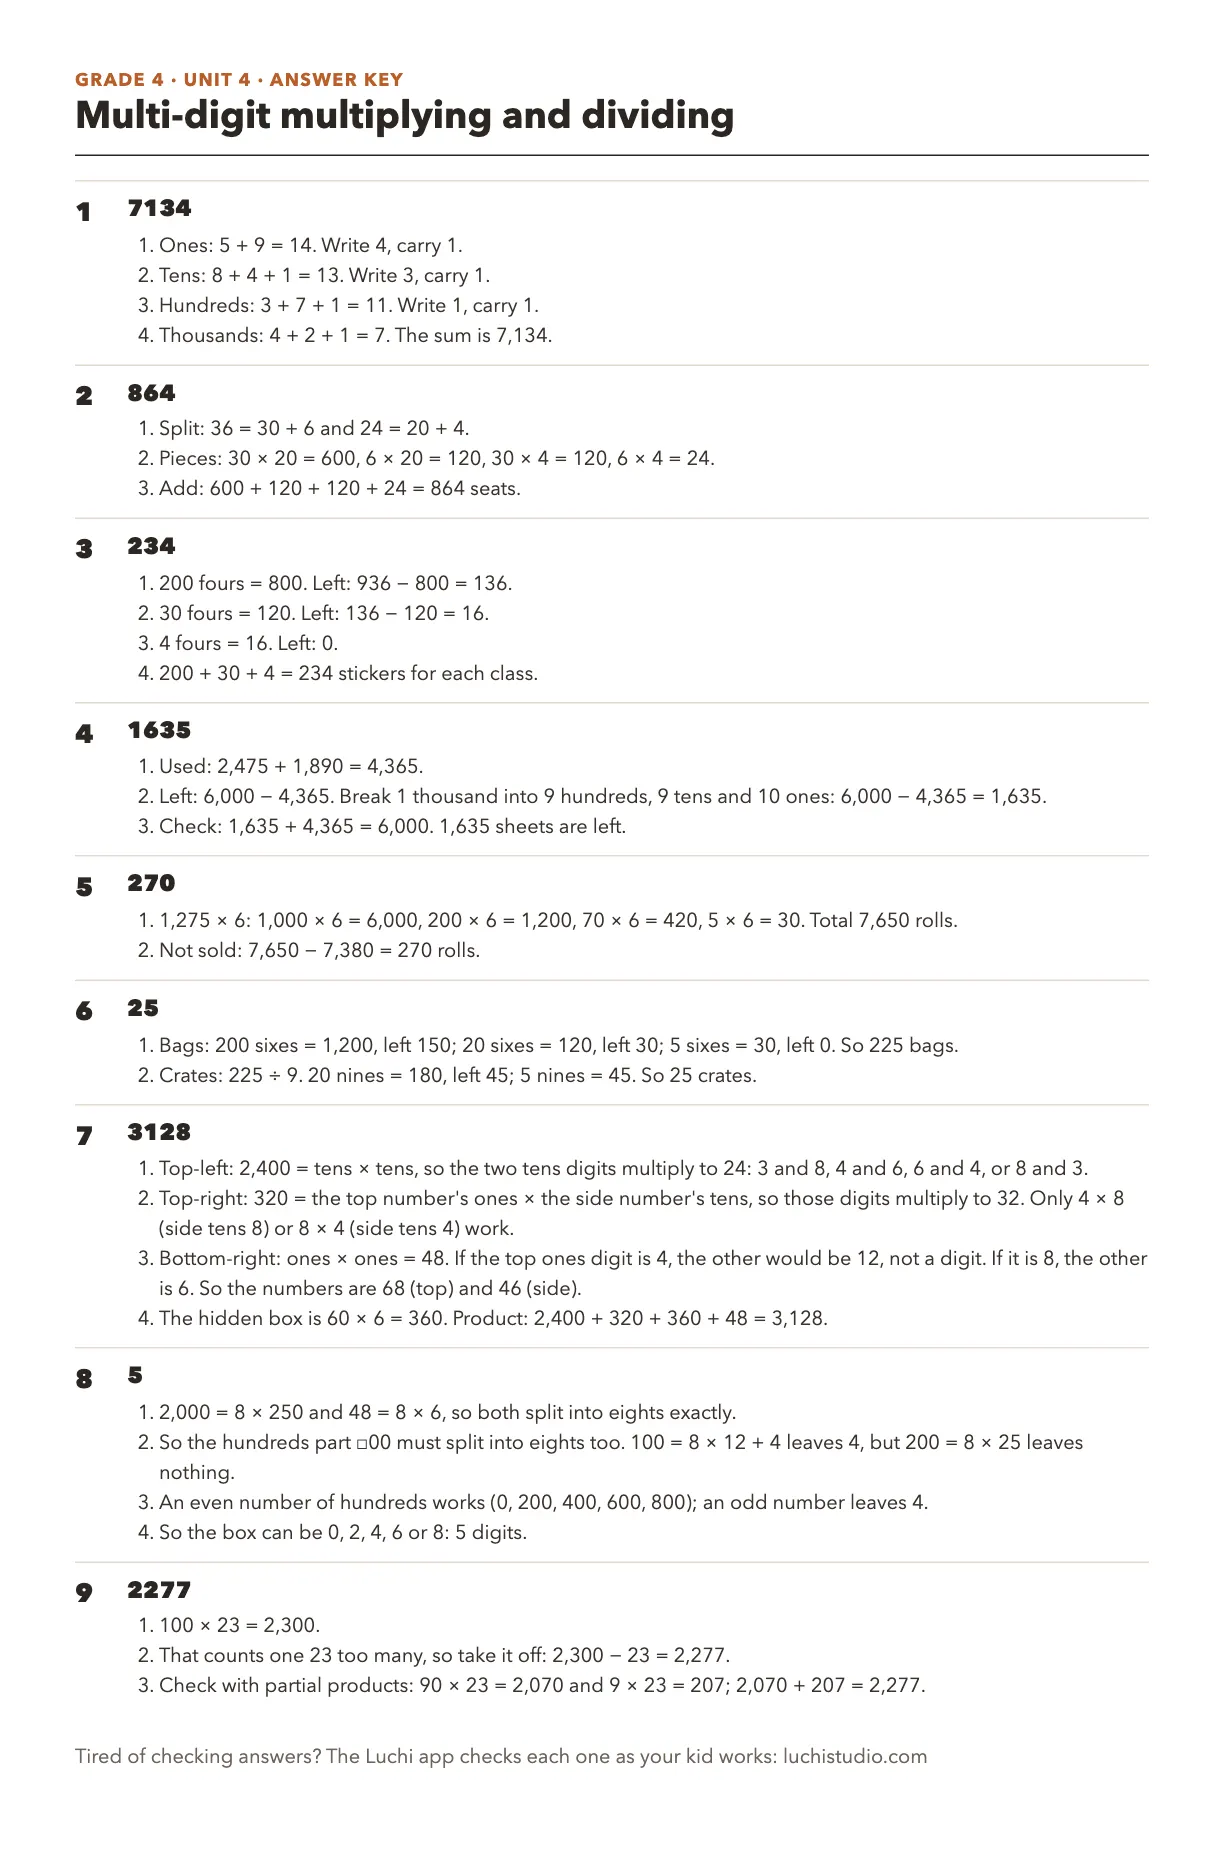 GRADE 4 · UNIT 4 · ANSWER KEY
Multi-digit multiplying and dividing
1 7134
1. Ones: 5 + 9 = 14. Write 4, carry 1.
2. Tens: 8 + 4 + 1 = 13. Write 3, carry 1.
3. Hundreds: 3 + 7 + 1 = 11. Write 1, carry 1.
4. Thousands: 4 + 2 + 1 = 7. The sum is 7,134.
2 864
1. Split: 36 = 30 + 6 and 24 = 20 + 4.
2. Pieces: 30 × 20 = 600, 6 × 20 = 120, 30 × 4 = 120, 6 × 4 = 24.
3. Add: 600 + 120 + 120 + 24 = 864 seats.
3 234
1. 200 fours = 800. Left: 936 − 800 = 136.
2. 30 fours = 120. Left: 136 − 120 = 16.
3. 4 fours = 16. Left: 0.
4. 200 + 30 + 4 = 234 stickers for each class.
4 1635
1. Used: 2,475 + 1,890 = 4,365.
2. Left: 6,000 − 4,365. Break 1 thousand into 9 hundreds, 9 tens and 10 ones: 6,000 − 4,365 = 1,635.
3. Check: 1,635 + 4,365 = 6,000. 1,635 sheets are left.
5 270
1. 1,275 × 6: 1,000 × 6 = 6,000, 200 × 6 = 1,200, 70 × 6 = 420, 5 × 6 = 30. Total 7,650 rolls.
2. Not sold: 7,650 − 7,380 = 270 rolls.
6 25
1. Bags: 200 sixes = 1,200, left 150; 20 sixes = 120, left 30; 5 sixes = 30, left 0. So 225 bags.
2. Crates: 225 ÷ 9. 20 nines = 180, left 45; 5 nines = 45. So 25 crates.
7 3128
1. Top-left: 2,400 = tens × tens, so the two tens digits multiply to 24: 3 and 8, 4 and 6, 6 and 4, or 8 and 3.
2. Top-right: 320 = the top number's ones × the side number's tens, so those digits multiply to 32. Only 4 × 8
(side tens 8) or 8 × 4 (side tens 4) work.
3. Bottom-right: ones × ones = 48. If the top ones digit is 4, the other would be 12, not a digit. If it is 8, the other
is 6. So the numbers are 68 (top) and 46 (side).
4. The hidden box is 60 × 6 = 360. Product: 2,400 + 320 + 360 + 48 = 3,128.
8 5
1. 2,000 = 8 × 250 and 48 = 8 × 6, so both split into eights exactly.
2. So the hundreds part □00 must split into eights too. 100 = 8 × 12 + 4 leaves 4, but 200 = 8 × 25 leaves
nothing.
3. An even number of hundreds works (0, 200, 400, 600, 800); an odd number leaves 4.
4. So the box can be 0, 2, 4, 6 or 8: 5 digits.
9 2277
1. 100 × 23 = 2,300.
2. That counts one 23 too many, so take it off: 2,300 − 23 = 2,277.
3. Check with partial products: 90 × 23 = 2,070 and 9 × 23 = 207; 2,070 + 207 = 2,277.
Tired of checking answers? The Luchi app checks each one as your kid works: luchistudio.com